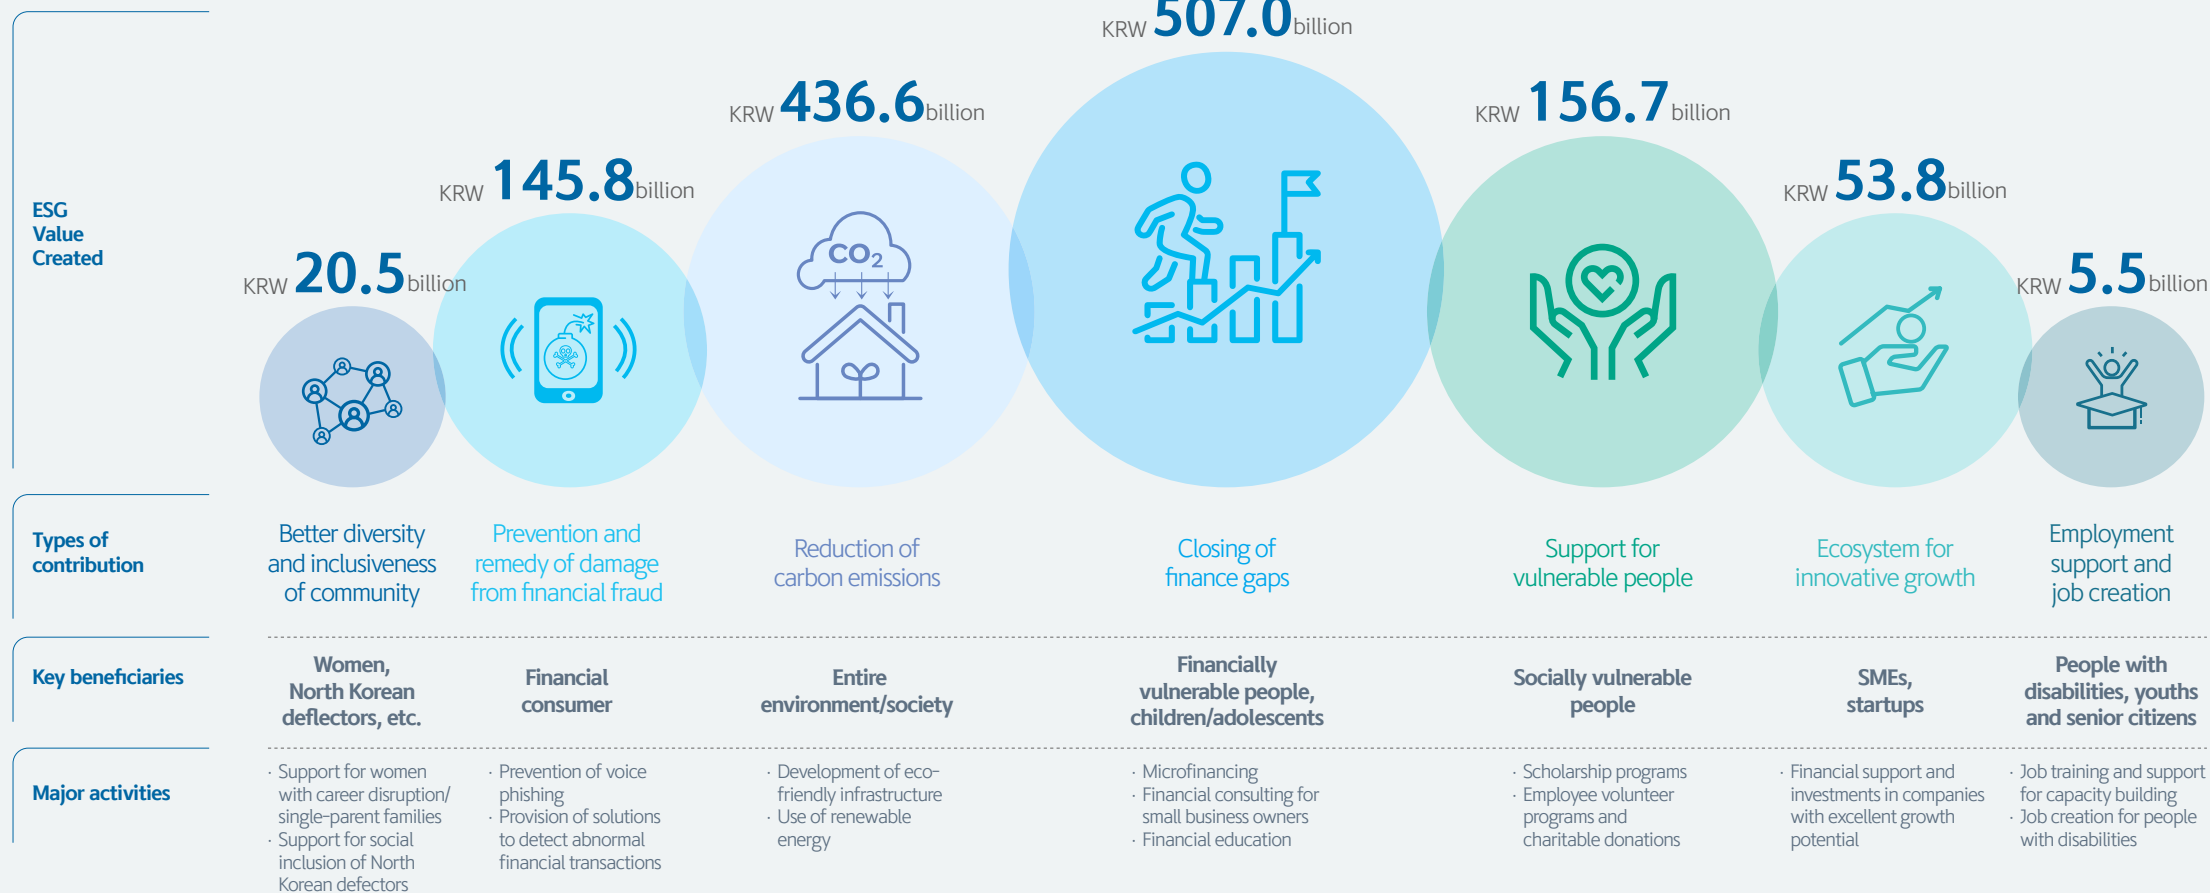 KRW 507.0 billion
KRW 436.6 billion
KRW 156.7 billion
KRW 145.8 billion
KRW 53.8 billion
KRW 20.5 billion
KRW 5.5 billion
CO2
ESG
Value
Created
Types of
contribution
Better diversity
and inclusiveness
of community
Prevention and
remedy of damage
from financial fraud
Reduction of
carbon emissions
Closing of
finance gaps
Support for
vulnerable people
Ecosystem for
innovative growth
Employment
support and
job creation
Key beneficiaries
Women,
North Korean
deflectors, etc.
Financial
consumer
Entire
environment/society
Financially
vulnerable people,
children/adolescents
Socially vulnerable
people
SMEs,
startups
People with
disabilities, youths
and senior citizens
Major activities
· Support for women
with career disruption/
single-parent families
· Support for social
inclusion of North
Korean defectors
· Prevention of voice
phishing
· Provision of solutions
to detect abnormal
financial transactions
· Development of eco-
friendly infrastructure
· Use of renewable
energy
· Microfinancing
· Financial consulting for
small business owners
· Financial education
· Scholarship programs
· Employee volunteer
programs and
charitable donations
· Financial support and
investments in companies
with excellent growth
potential
· Job training and support
for capacity building
· Job creation for people
with disabilities